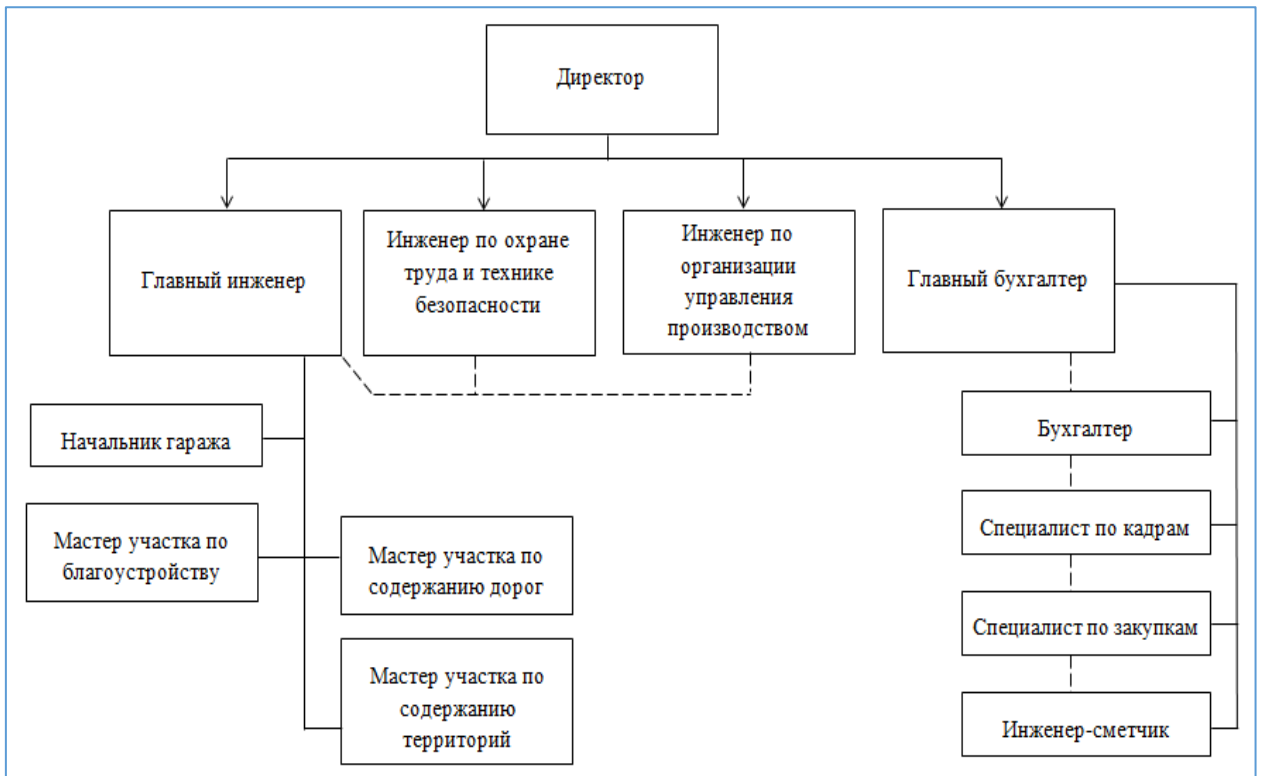 Директор
Главный инженер
Инженер по охране
труда и технике
безопасности
Инженер по
организации
управления
производством
Главный бухгалтер
Начальник гаража
Мастер участка по
благоустройству
Мастер участка по
содержанию дорог
Мастер участка по
содержанию
территорий
Бухгалтер
Специалист по кадрам
Специалист по закупкам
Инженер-сметчик